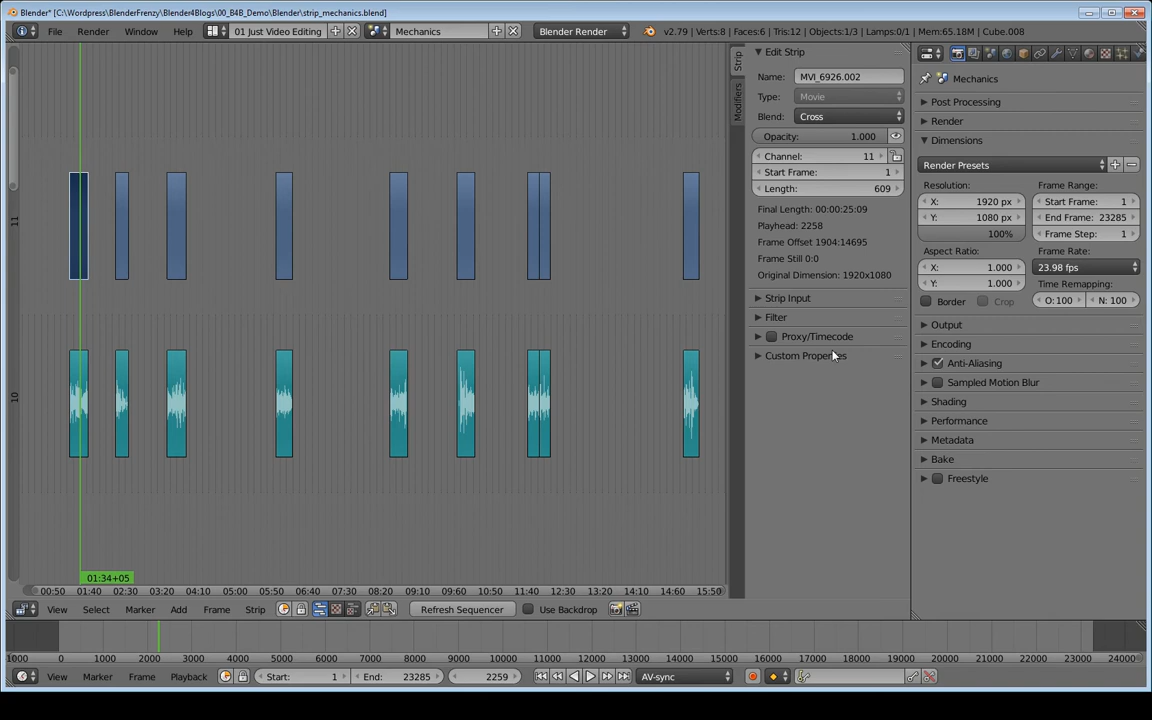 Blender* [C:\Wordpress\BlenderFrenzy\Blender4Blogs\00_B4B_Demo\Blender\strip_mechanics.blend]
File Render Window Help 01 Just Video Editing Mechanics Blender Render v2.79 | Verts:8 | Faces:6 | Tris:12 | Objects:1/3 | Lamps:0/1 | Mem:65.18M | Cube.008
Strip
Modifiers
Edit Strip
Name: MVI_6926.002
Type: Movie
Blend: Cross
Opacity: 1.000
Channel: 11
Start Frame: 1
Length: 609
Final Length: 00:00:25:09
Playhead: 2258
Frame Offset 1904:14695
Frame Still 0:0
Original Dimension: 1920x1080
Strip Input
Filter
Proxy/Timecode
Custom Properties
Mechanics
Post Processing
Render
Dimensions
Render Presets
Resolution: Frame Range:
X: 1920 px Start Frame: 1
Y: 1080 px End Frame: 23285
100% Frame Step: 1
Aspect Ratio: Frame Rate:
X: 1.000 23.98 fps
Y: 1.000 Time Remapping:
Border Crop O: 100 N: 100
Output
Encoding
Anti-Aliasing
Sampled Motion Blur
Shading
Performance
Metadata
Bake
Freestyle
11
10
01:34+05
00:50 01:40 02:30 03:20 04:10 05:00 05:50 06:40 07:30 08:20 09:10 10:00 10:50 11:40 12:30 13:20 14:10 15:00 15:50
View Select Marker Add Frame Strip Refresh Sequencer Use Backdrop
1000 0 1000 2000 3000 4000 5000 6000 7000 8000 9000 10000 11000 12000 13000 14000 15000 16000 17000 18000 19000 20000 21000 22000 23000 24000
View Marker Frame Playback Start: 1 End: 23285 2259 AV-sync